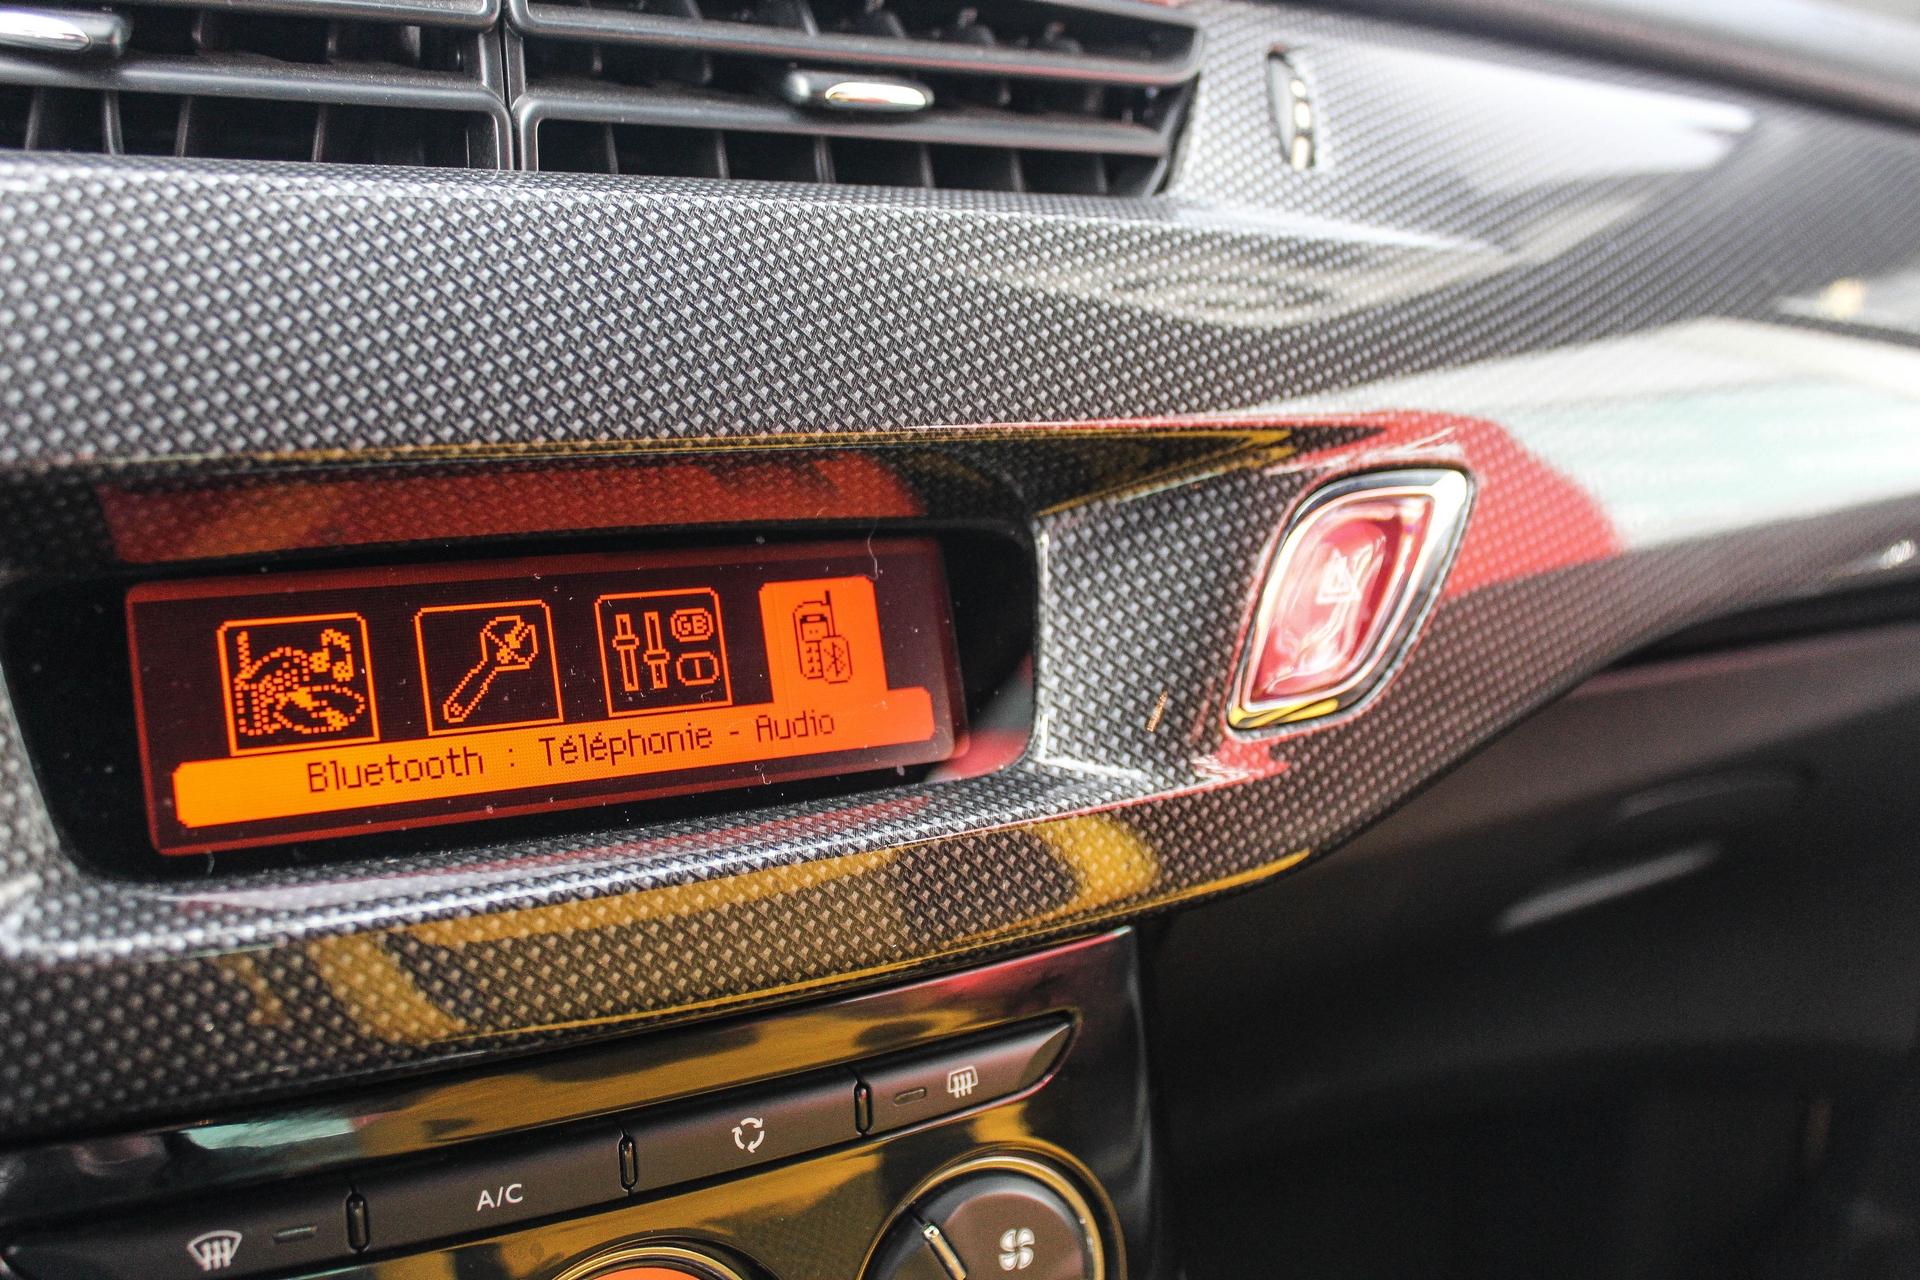 GB
Bluetooth : Téléphonie - Audio
A/C